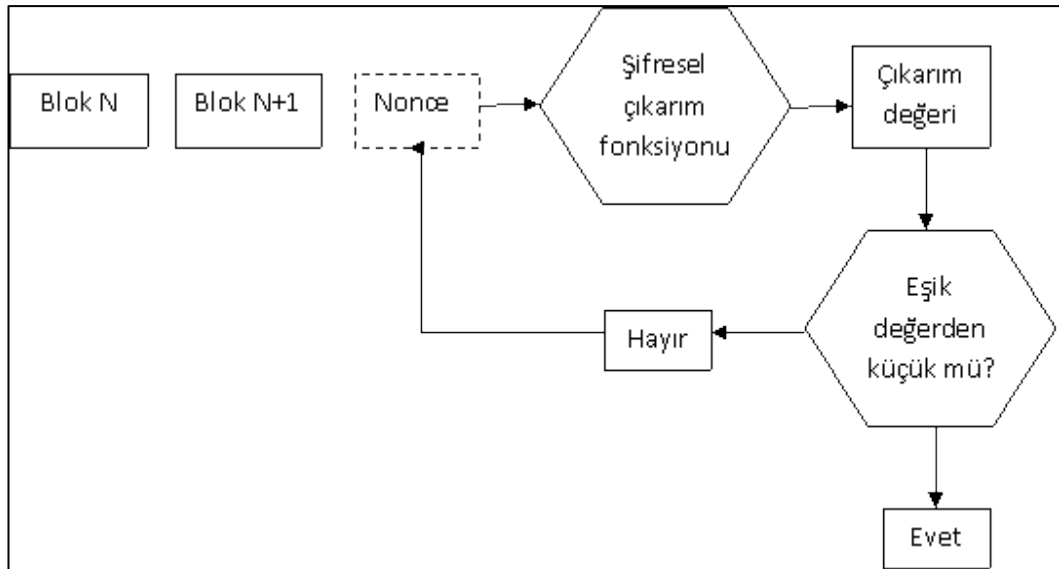 Blok N
Blok N+1
Nonce
Şifresel
çıkarım
fonksiyonu
Çıkarım
değeri
Eşik
değerden
küçük mü?
Hayır
Evet